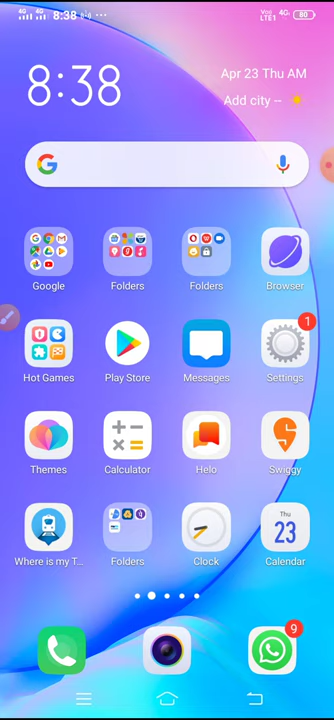 4G 4G 8:38 ... Voo LTE1 4G 80
8:38
Apr 23 Thu AM
Add city --
G
Google Folders Folders Browser
1
Hot Games Play Store Messages Settings
Themes Calculator Helo Swiggy
Thu
23
Where is my T... Folders Clock Calendar
9